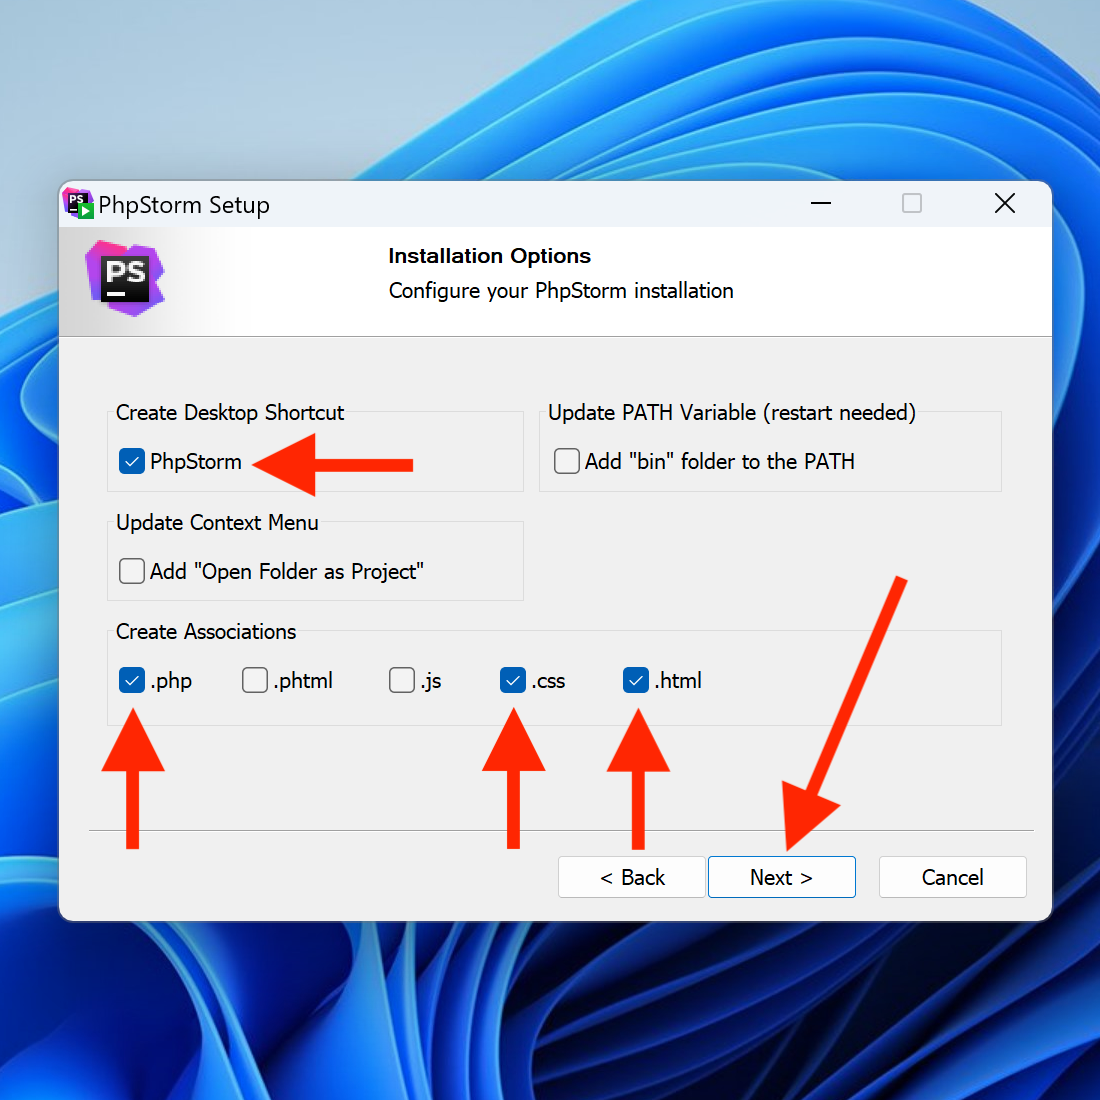 PS
PhpStorm Setup
PS
Installation Options
Configure your PhpStorm installation
Create Desktop Shortcut
PhpStorm
Update PATH Variable (restart needed)
Add "bin" folder to the PATH
Update Context Menu
Add "Open Folder as Project"
Create Associations
.php .phtml .js .css .html
< Back Next > Cancel